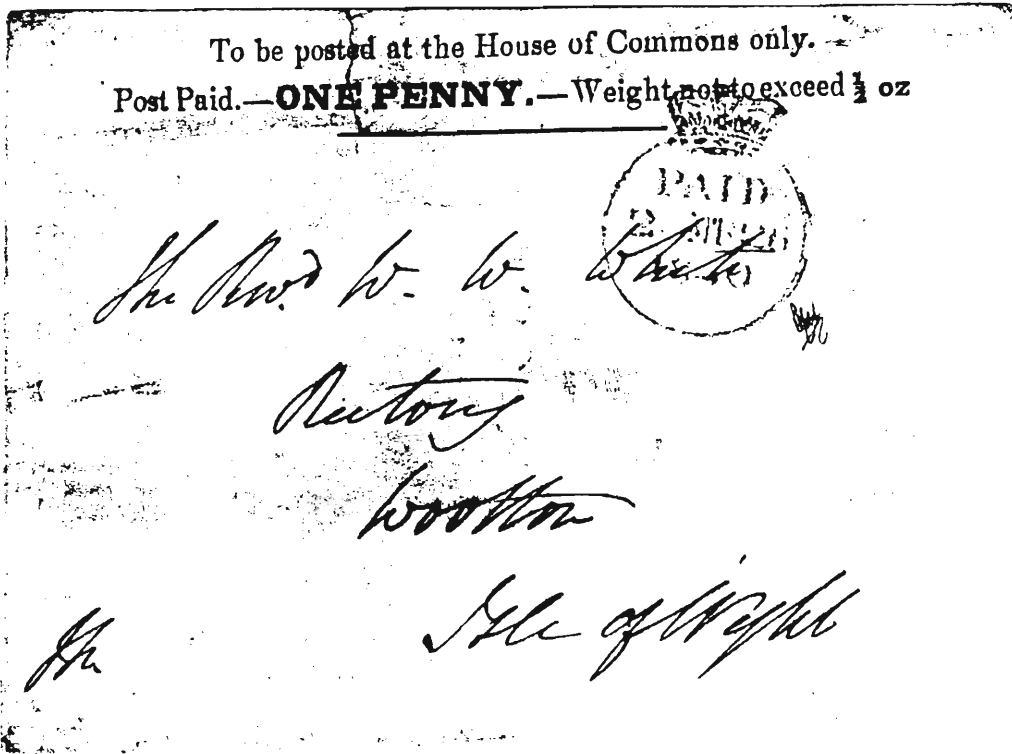 To be posted at the House of Commons only.
Post Paid.—ONE PENNY.—Weight not to exceed ½ oz
PAID
The Revd. W. W. White
Rectory
Wootton
Isle of Wight